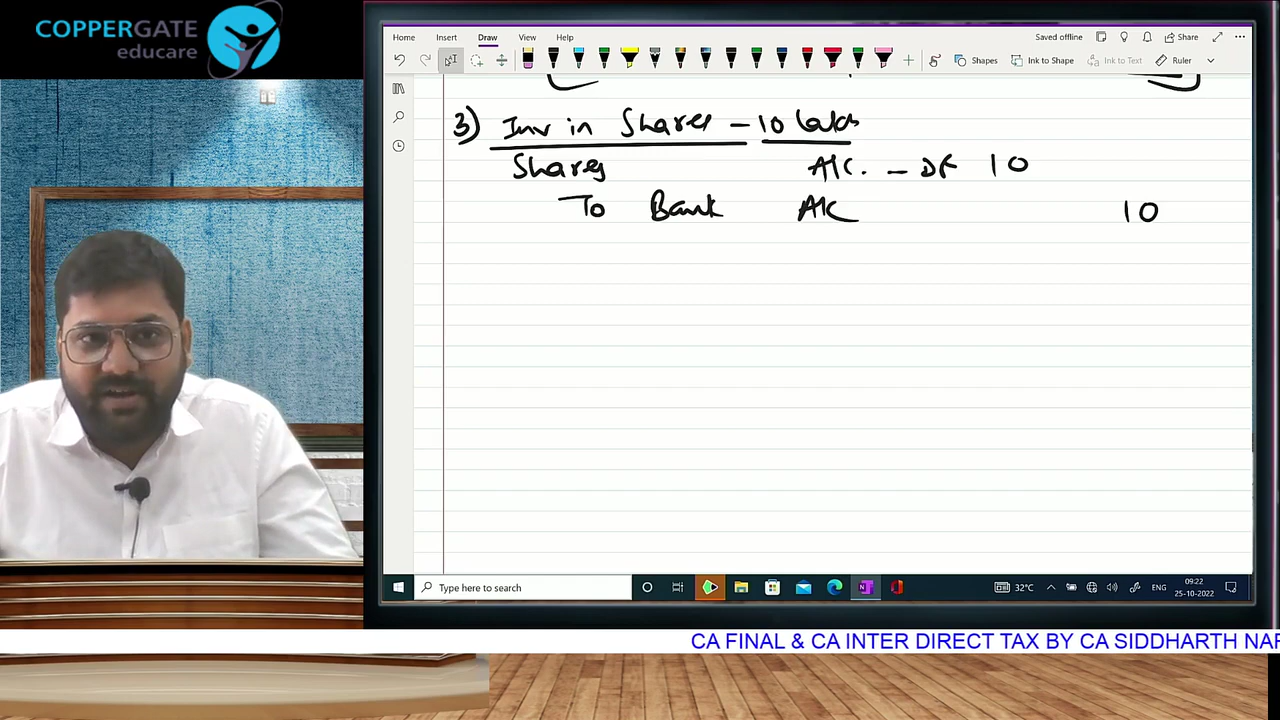 COPPERGATE
educare
Home Insert Draw View Help
Saved offline Share
Shapes Ink to Shape Ink to Text Ruler
3) Inv in Shares - 10 lakhs
Shares A/c. - Dr 10
To Bank A/c 10
Type here to search
32°C ENG 09:22
25-10-2022
CA FINAL & CA INTER DIRECT TAX BY CA SIDDHARTH NAR